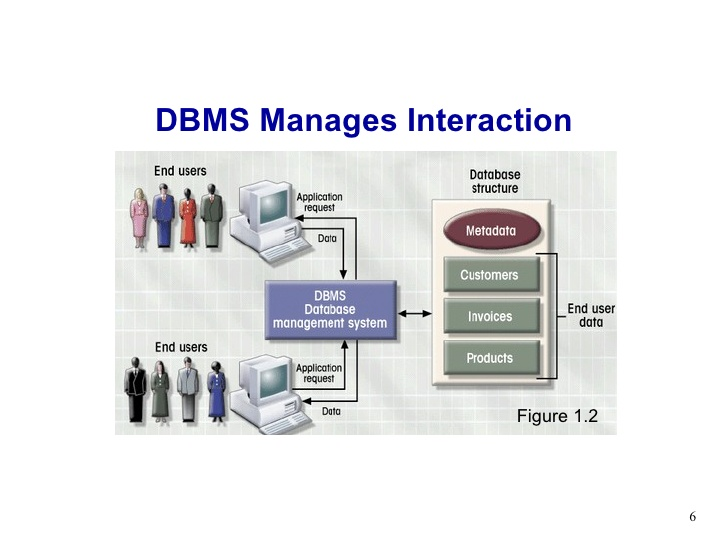 DBMS Manages Interaction
End users
Application
request
Data
Database
structure
Metadata
Customers
Invoices
Products
End user
data
DBMS
Database
management system
End users
Application
request
Data
Figure 1.2
6